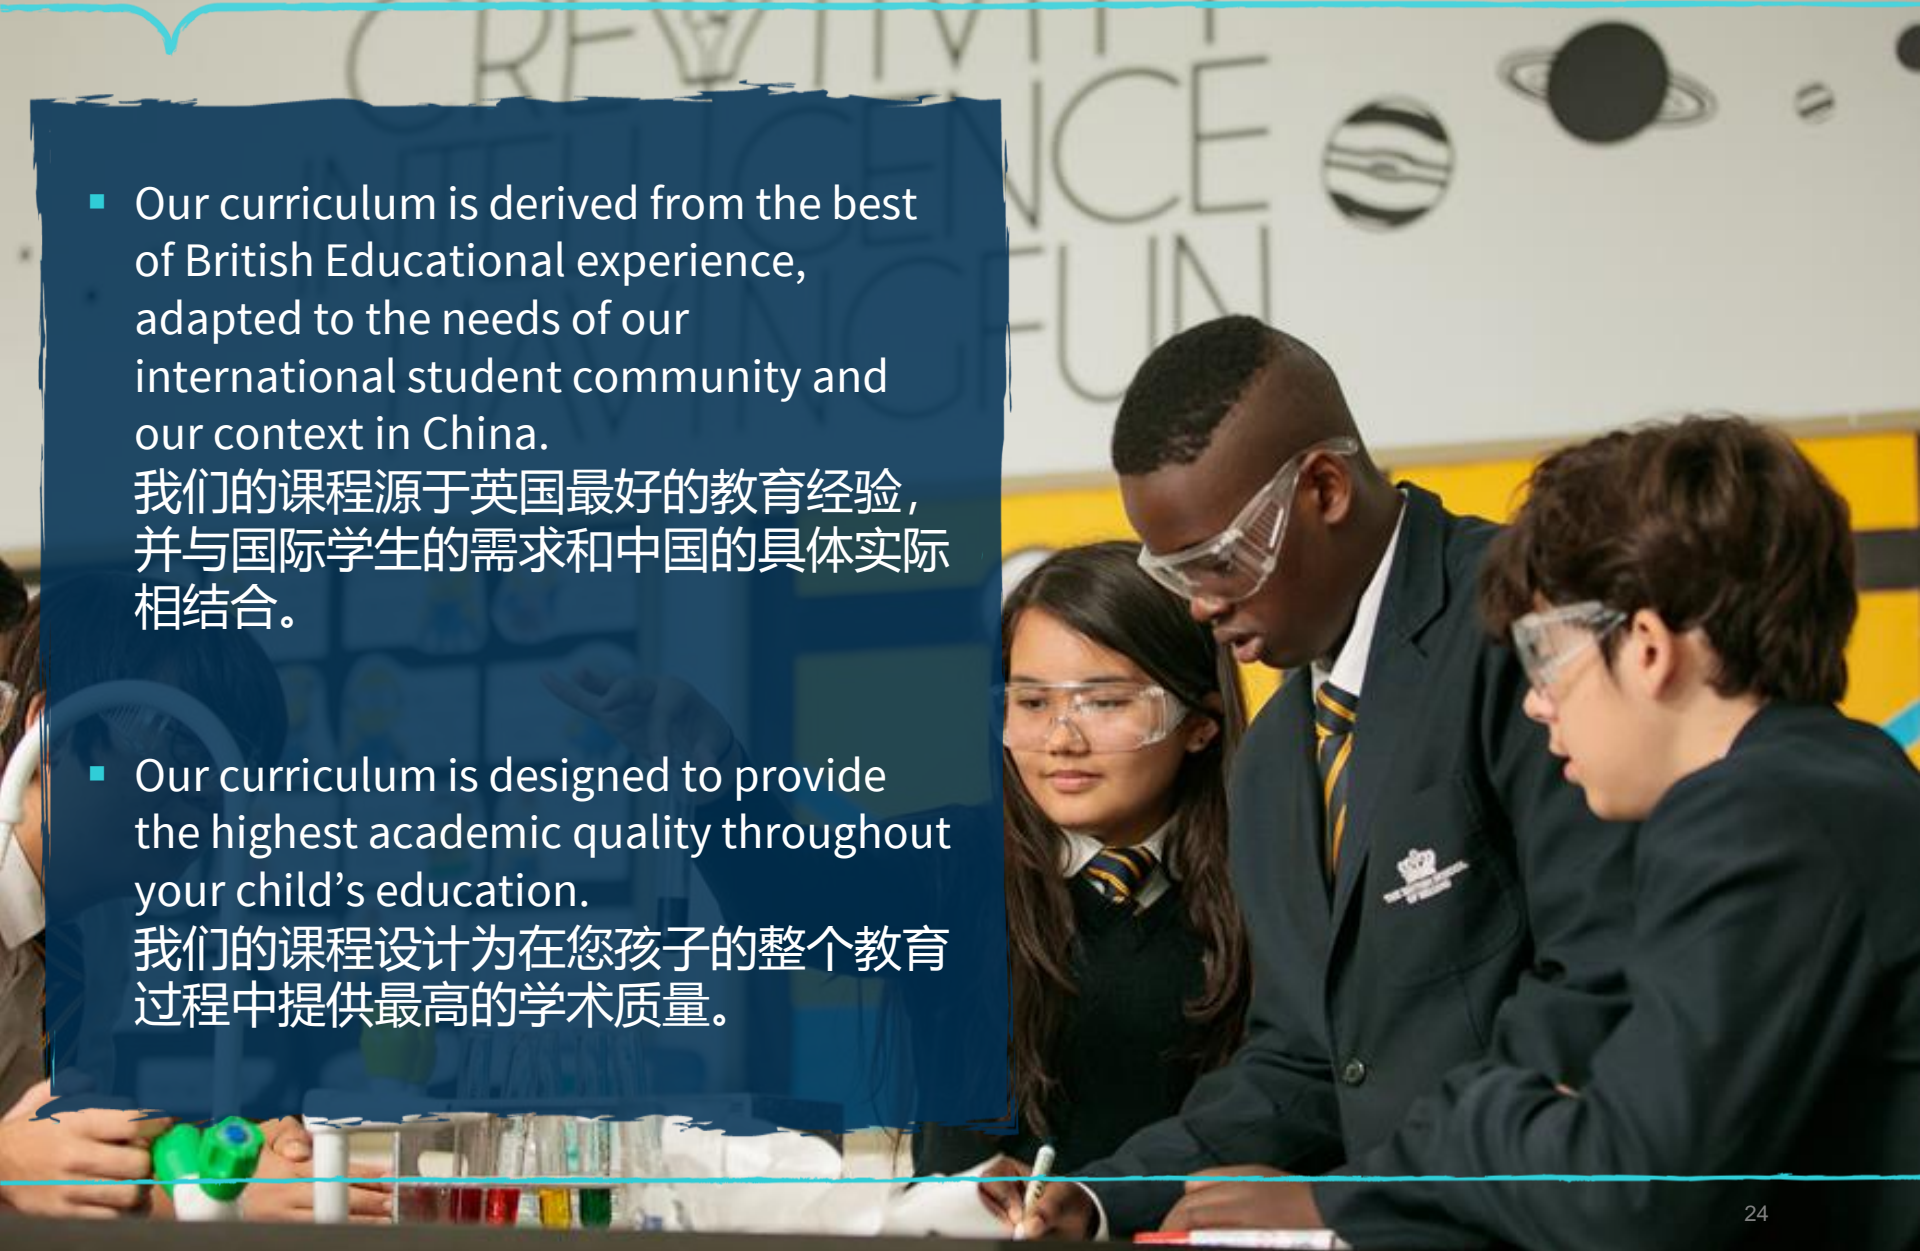 CREATIVITY
INTELLIGENCE
HAVING FUN
Our curriculum is derived from the best
of British Educational experience,
adapted to the needs of our
international student community and
our context in China.
我们的课程源于英国最好的教育经验，
并与国际学生的需求和中国的具体实际
相结合。
Our curriculum is designed to provide
the highest academic quality throughout
your child’s education.
我们的课程设计为在您孩子的整个教育
过程中提供最高的学术质量。
24